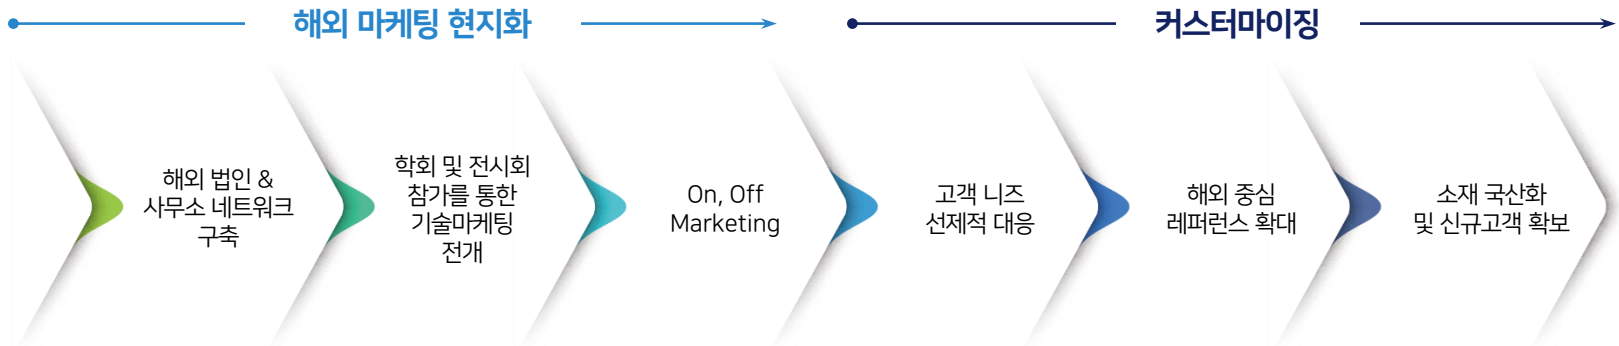 해외 마케팅 현지화
커스터마이징
해외 법인 &
사무소 네트워크
구축
학회 및 전시회
참가를 통한
기술마케팅
전개
On, Off
Marketing
고객 니즈
선제적 대응
해외 중심
레퍼런스 확대
소재 국산화
및 신규고객 확보